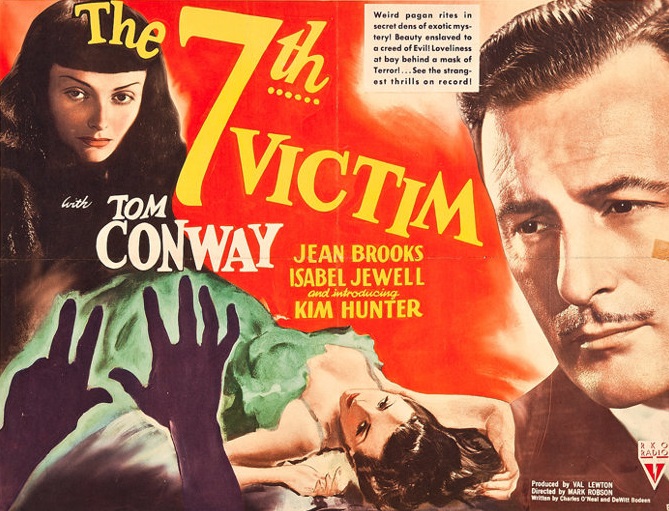 The
7th
VICTIM
Weird pagan rites in
secret dens of exotic mys-
tery! Beauty enslaved to
a creed of Evil! Loveliness
at bay behind a mask of
Terror!...See the strang-
est thrills on record!
with TOM
CONWAY
JEAN BROOKS
ISABEL JEWELL
and introducing
KIM HUNTER
RKO
RADIO
Produced by VAL LEWTON
Directed by MARK ROBSON
Written by Charles O'Neal and DeWitt Bodeen